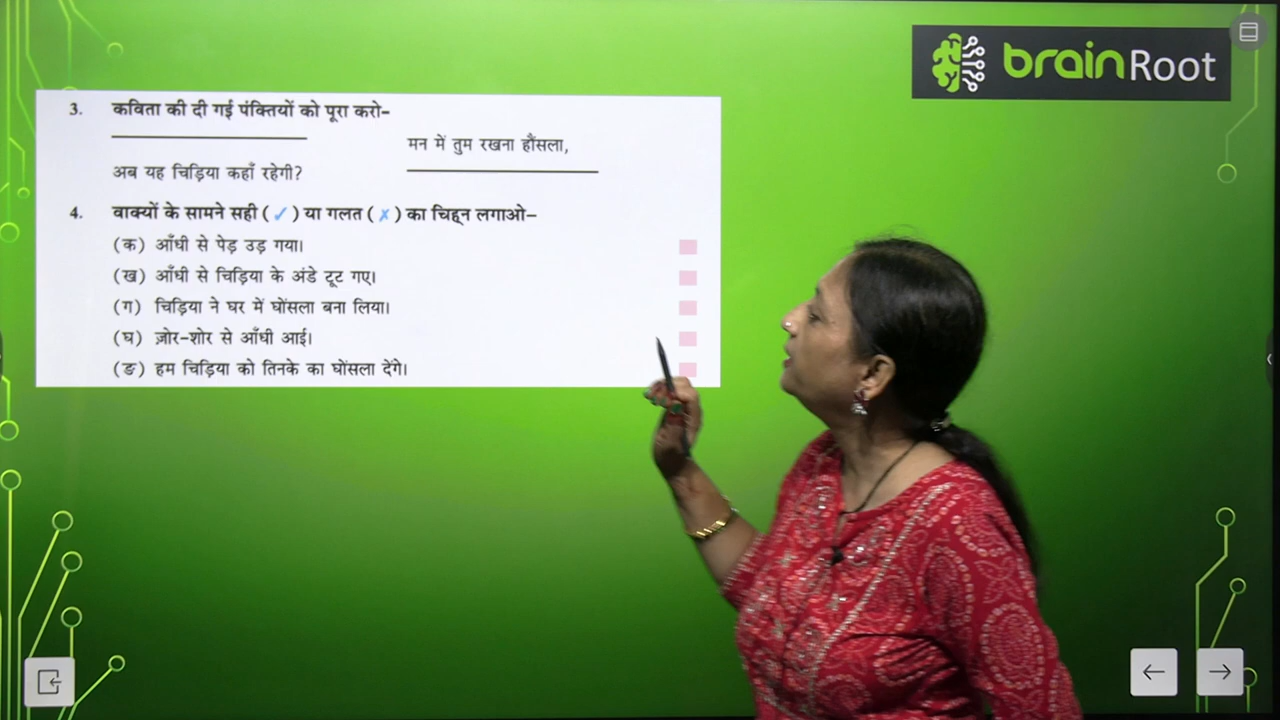 brainRoot
3. कविता की दी गई पंक्तियों को पूरा करो–
मन में तुम रखना हौंसला,
अब यह चिड़िया कहाँ रहेगी?
4. वाक्यों के सामने सही (✓) या गलत (✗) का चिह्न लगाओ–
(क) आँधी से पेड़ उड़ गया।
(ख) आँधी से चिड़िया के अंडे टूट गए।
(ग) चिड़िया ने घर में घोंसला बना लिया।
(घ) ज़ोर-शोर से आँधी आई।
(ङ) हम चिड़िया को तिनके का घोंसला देंगे।